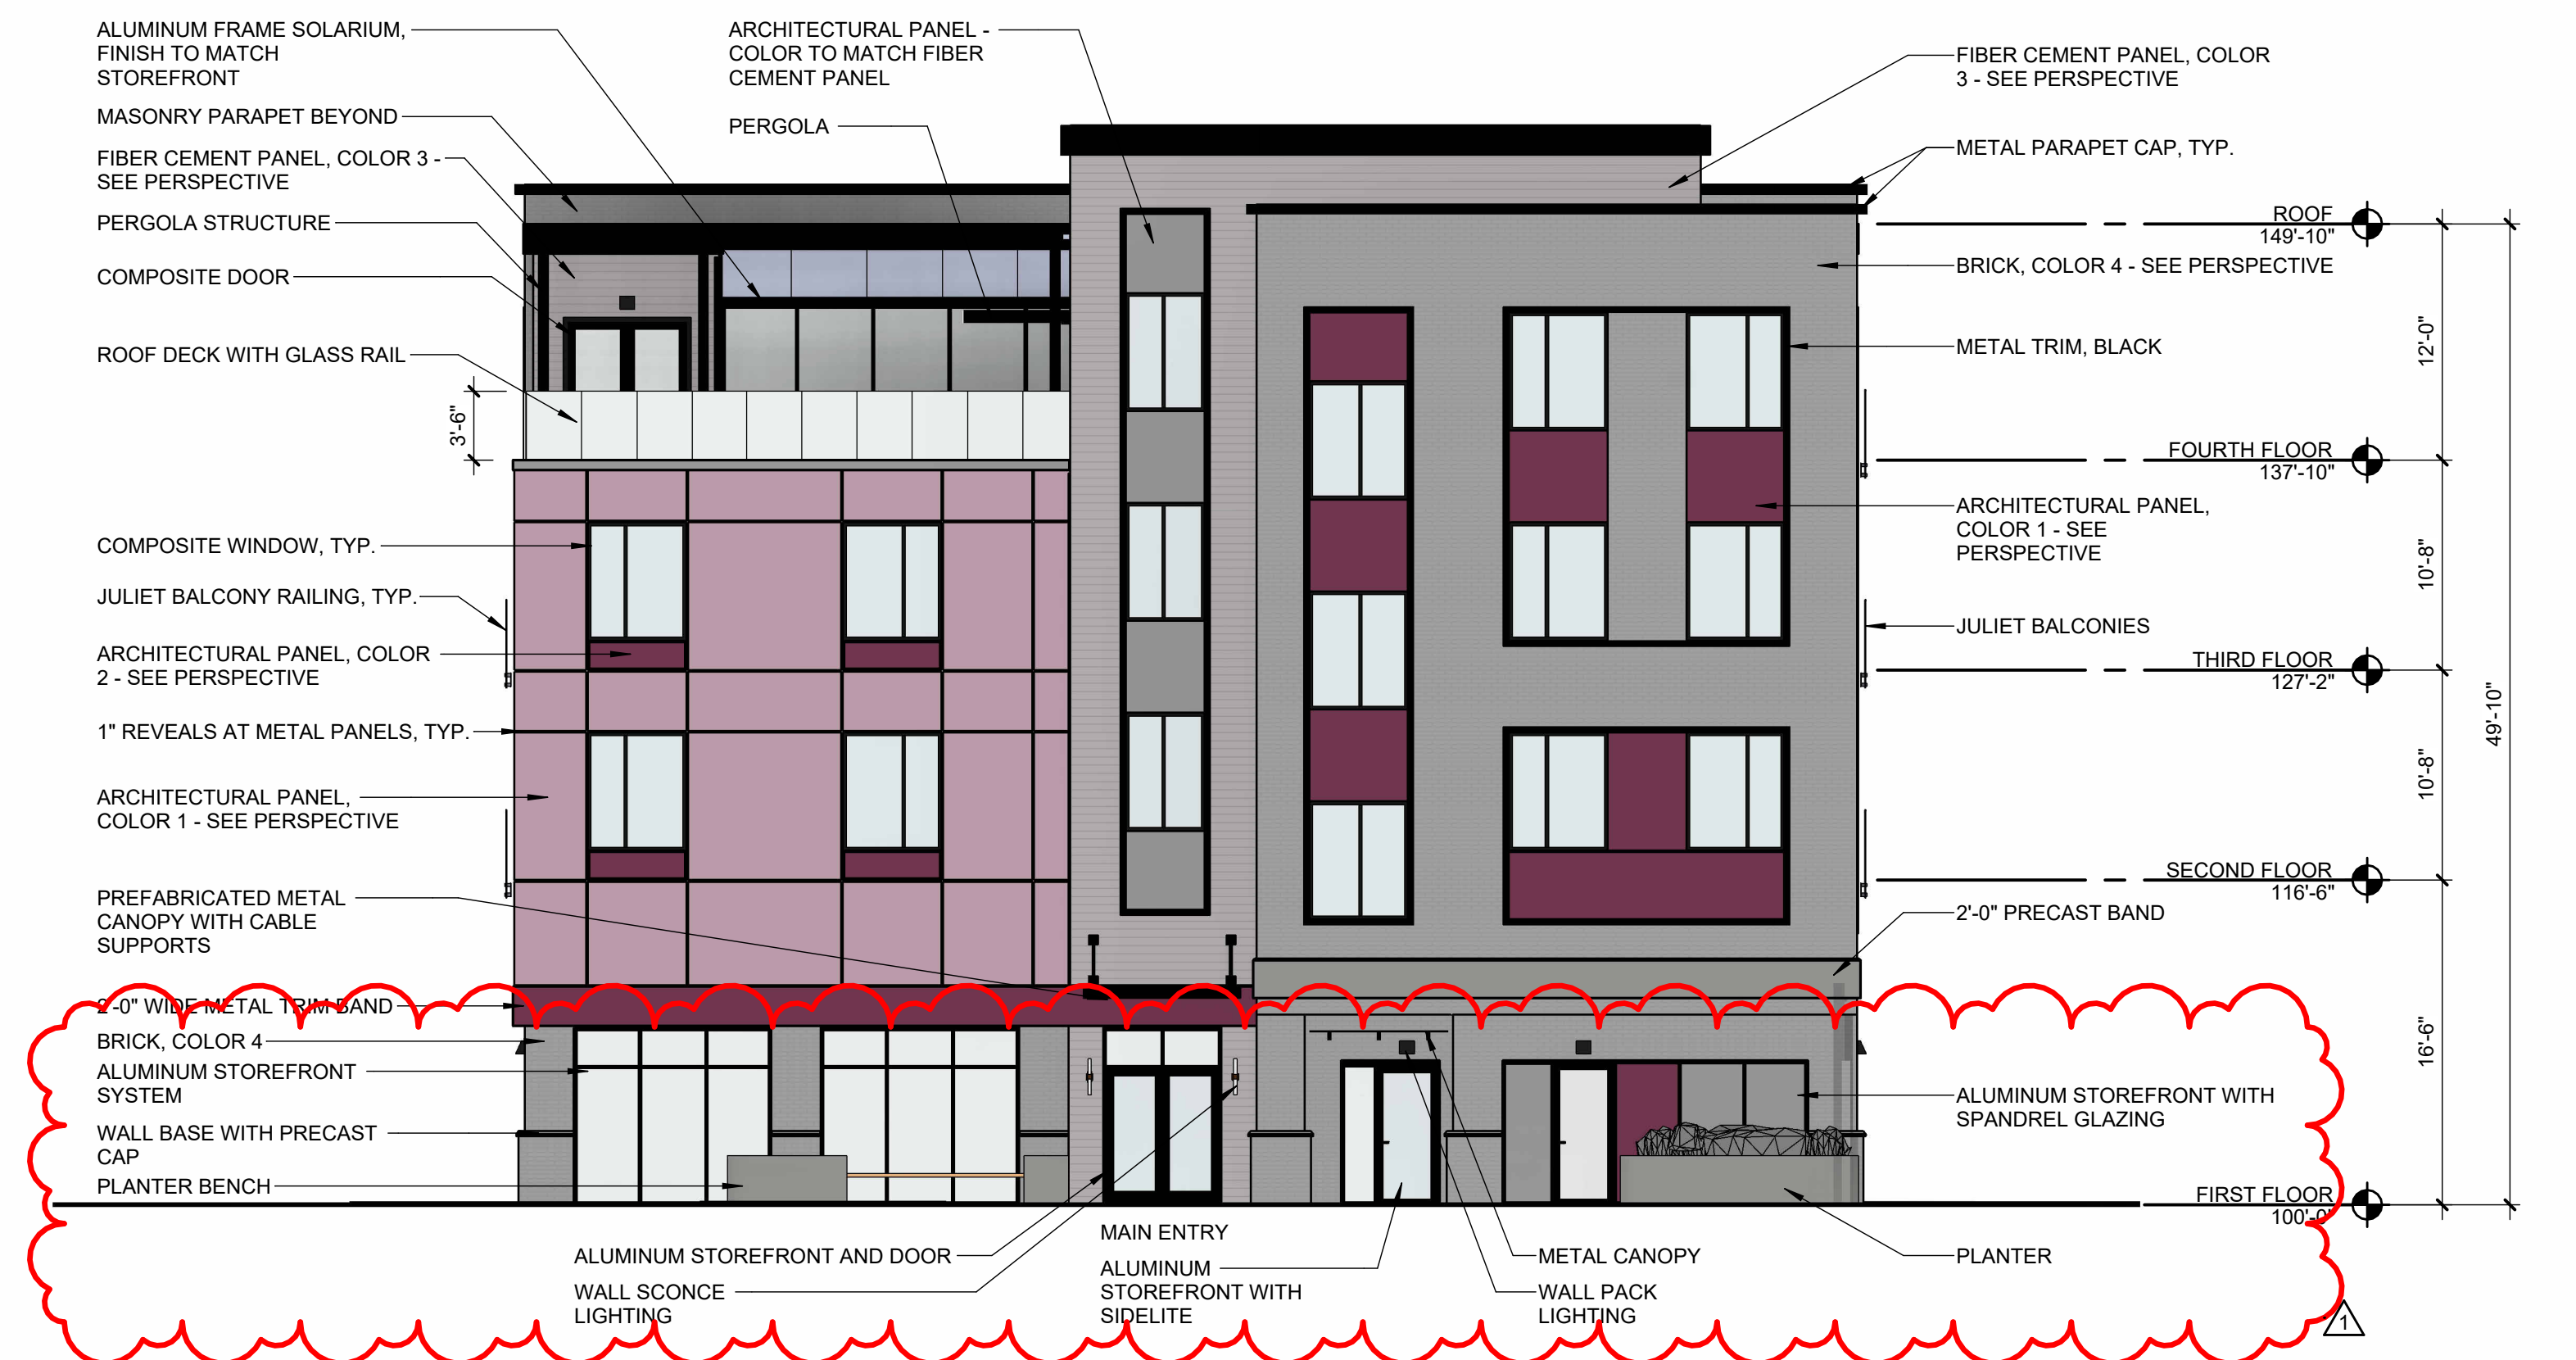 ALUMINUM FRAME SOLARIUM,
FINISH TO MATCH
STOREFRONT
MASONRY PARAPET BEYOND
FIBER CEMENT PANEL, COLOR 3 -
SEE PERSPECTIVE
PERGOLA STRUCTURE
COMPOSITE DOOR
ROOF DECK WITH GLASS RAIL
3'-6"
COMPOSITE WINDOW, TYP.
JULIET BALCONY RAILING, TYP.
ARCHITECTURAL PANEL, COLOR
2 - SEE PERSPECTIVE
1" REVEALS AT METAL PANELS, TYP.
ARCHITECTURAL PANEL,
COLOR 1 - SEE PERSPECTIVE
PREFABRICATED METAL
CANOPY WITH CABLE
SUPPORTS
2'-0" WIDE METAL TRIM BAND
BRICK, COLOR 4
ALUMINUM STOREFRONT
SYSTEM
WALL BASE WITH PRECAST
CAP
PLANTER BENCH
ARCHITECTURAL PANEL -
COLOR TO MATCH FIBER
CEMENT PANEL
PERGOLA
ALUMINUM STOREFRONT AND DOOR
WALL SCONCE
LIGHTING
MAIN ENTRY
ALUMINUM
STOREFRONT WITH
SIDELITE
METAL CANOPY
WALL PACK
LIGHTING
FIBER CEMENT PANEL, COLOR
3 - SEE PERSPECTIVE
METAL PARAPET CAP, TYP.
BRICK, COLOR 4 - SEE PERSPECTIVE
METAL TRIM, BLACK
ARCHITECTURAL PANEL,
COLOR 1 - SEE
PERSPECTIVE
JULIET BALCONIES
2'-0" PRECAST BAND
ALUMINUM STOREFRONT WITH
SPANDREL GLAZING
PLANTER
ROOF
149'-10"
FOURTH FLOOR
137'-10"
THIRD FLOOR
127'-2"
SECOND FLOOR
116'-6"
FIRST FLOOR
100'-0"
12'-0"
10'-8"
10'-8"
16'-6"
49'-10"
1